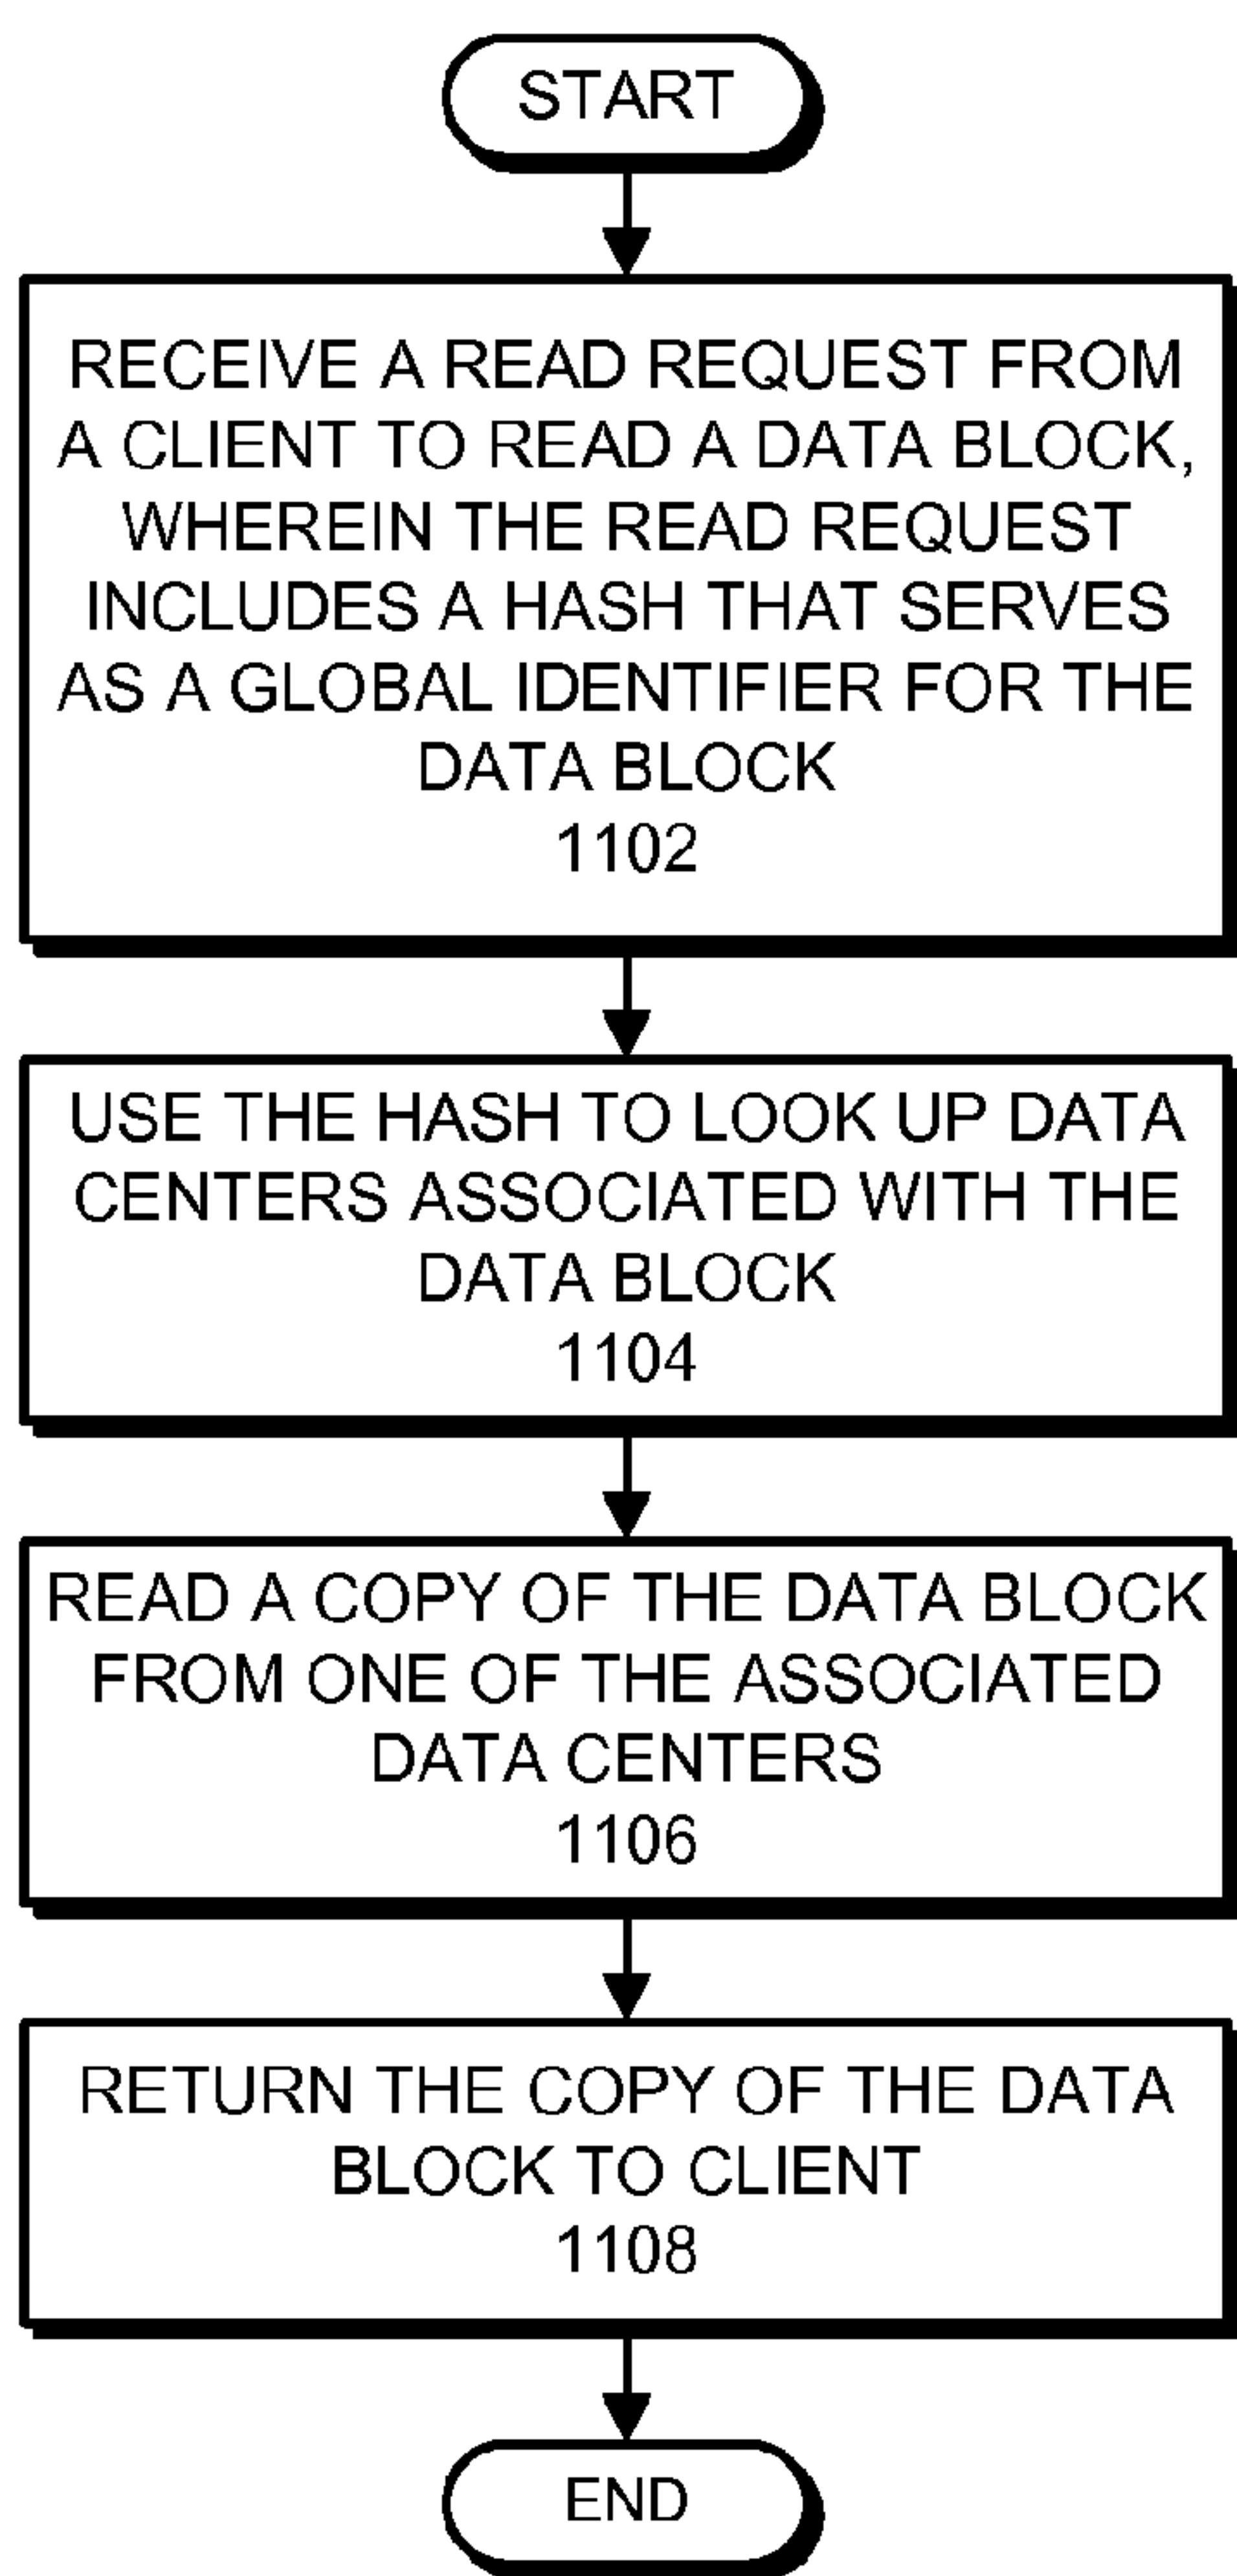 START
RECEIVE A READ REQUEST FROM
A CLIENT TO READ A DATA BLOCK,
WHEREIN THE READ REQUEST
INCLUDES A HASH THAT SERVES
AS A GLOBAL IDENTIFIER FOR THE
DATA BLOCK
1102
USE THE HASH TO LOOK UP DATA
CENTERS ASSOCIATED WITH THE
DATA BLOCK
1104
READ A COPY OF THE DATA BLOCK
FROM ONE OF THE ASSOCIATED
DATA CENTERS
1106
RETURN THE COPY OF THE DATA
BLOCK TO CLIENT
1108
END